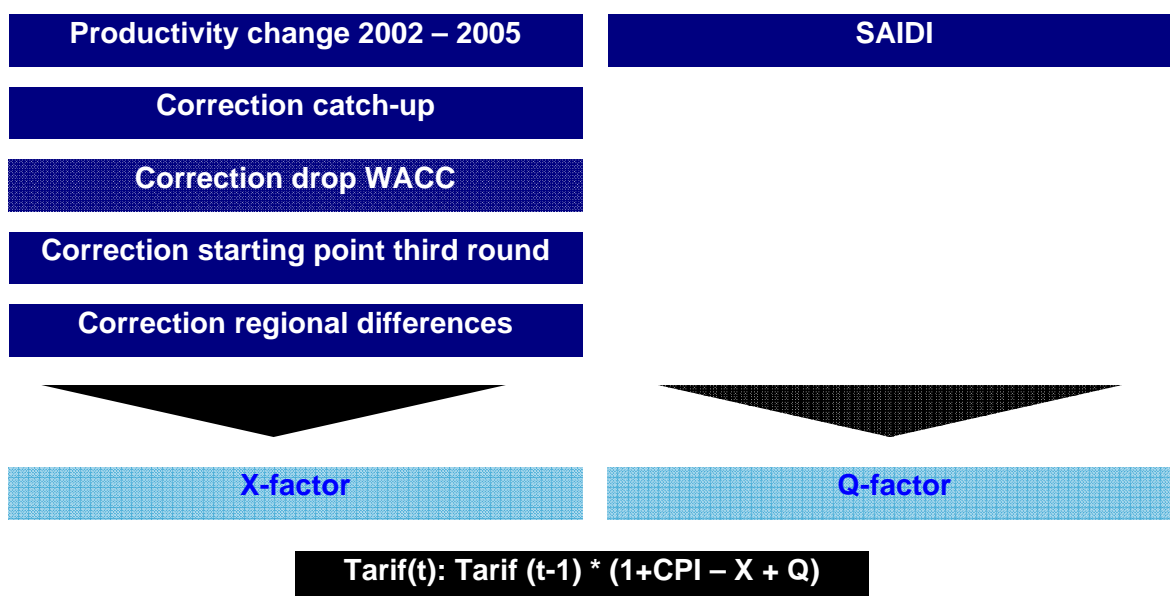 Productivity change 2002 – 2005
SAIDI
Correction catch-up
Correction drop WACC
Correction starting point third round
Correction regional differences
X-factor
Q-factor
Tarif(t): Tarif (t-1) * (1+CPI – X + Q)